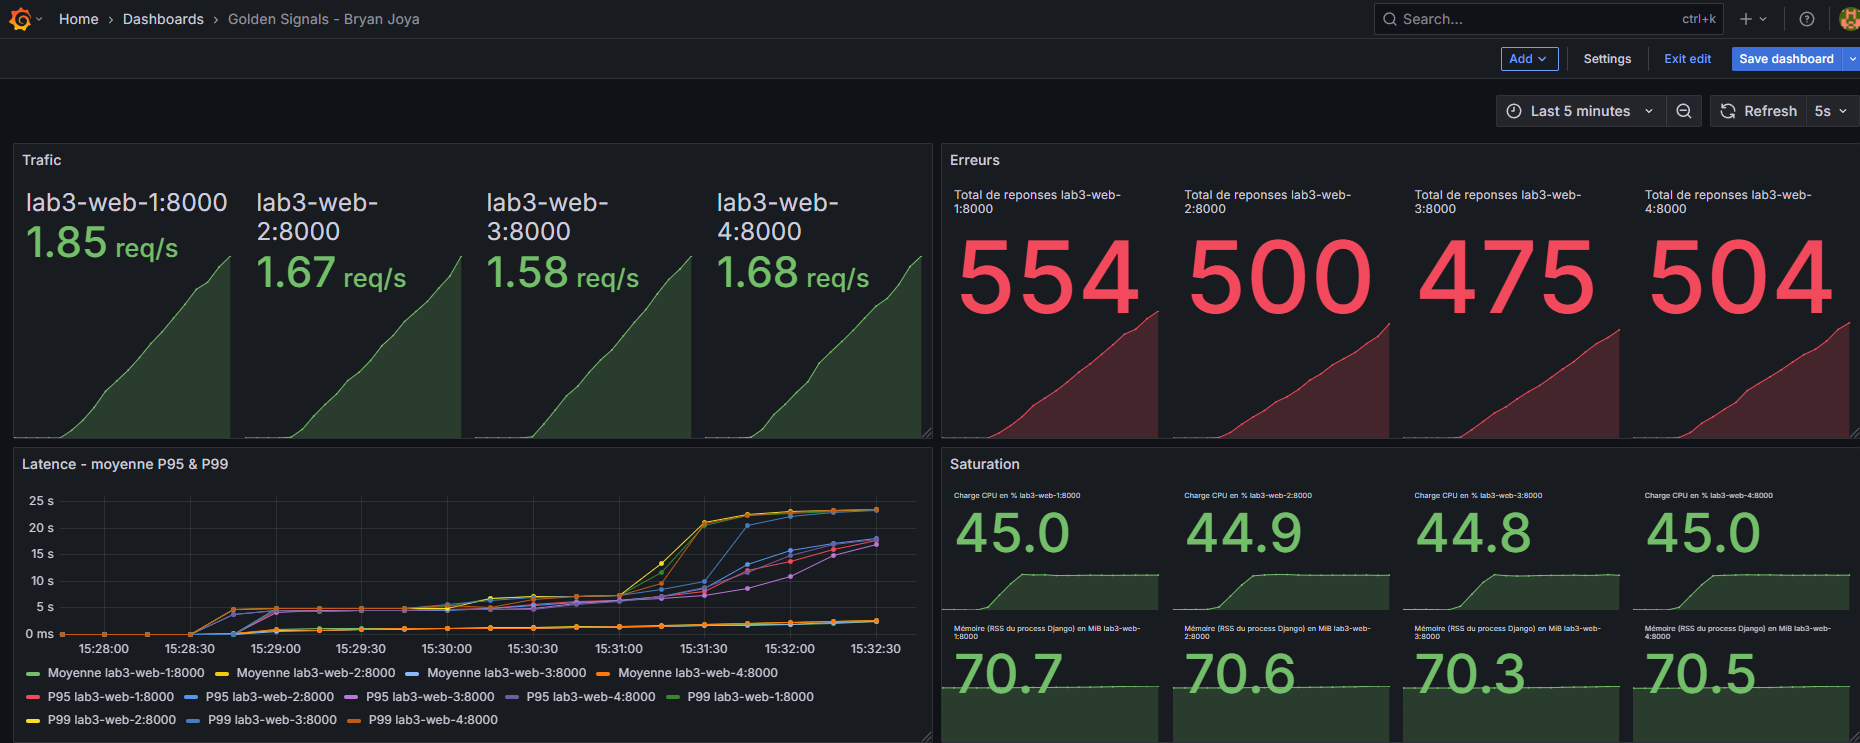 Home › Dashboards › Golden Signals - Bryan Joya
Search... ctrl+k
Add Settings Exit edit Save dashboard
Last 5 minutes Refresh 5s
Trafic
lab3-web-1:8000
1.85 req/s
lab3-web-
2:8000
1.67 req/s
lab3-web-
3:8000
1.58 req/s
lab3-web-
4:8000
1.68 req/s
Erreurs
Total de reponses lab3-web-
1:8000
554
Total de reponses lab3-web-
2:8000
500
Total de reponses lab3-web-
3:8000
475
Total de reponses lab3-web-
4:8000
504
Latence - moyenne P95 & P99
25 s
20 s
15 s
10 s
5 s
0 ms
15:28:00 15:28:30 15:29:00 15:29:30 15:30:00 15:30:30 15:31:00 15:31:30 15:32:00 15:32:30
Moyenne lab3-web-1:8000 Moyenne lab3-web-2:8000 Moyenne lab3-web-3:8000 Moyenne lab3-web-4:8000
P95 lab3-web-1:8000 P95 lab3-web-2:8000 P95 lab3-web-3:8000 P95 lab3-web-4:8000 P99 lab3-web-1:8000
P99 lab3-web-2:8000 P99 lab3-web-3:8000 P99 lab3-web-4:8000
Saturation
Charge CPU en % lab3-web-1:8000
45.0
Charge CPU en % lab3-web-2:8000
44.9
Charge CPU en % lab3-web-3:8000
44.8
Charge CPU en % lab3-web-4:8000
45.0
Mémoire (RSS du process Django) en MiB lab3-web-
1:8000
70.7
Mémoire (RSS du process Django) en MiB lab3-web-
2:8000
70.6
Mémoire (RSS du process Django) en MiB lab3-web-
3:8000
70.3
Mémoire (RSS du process Django) en MiB lab3-web-
4:8000
70.5